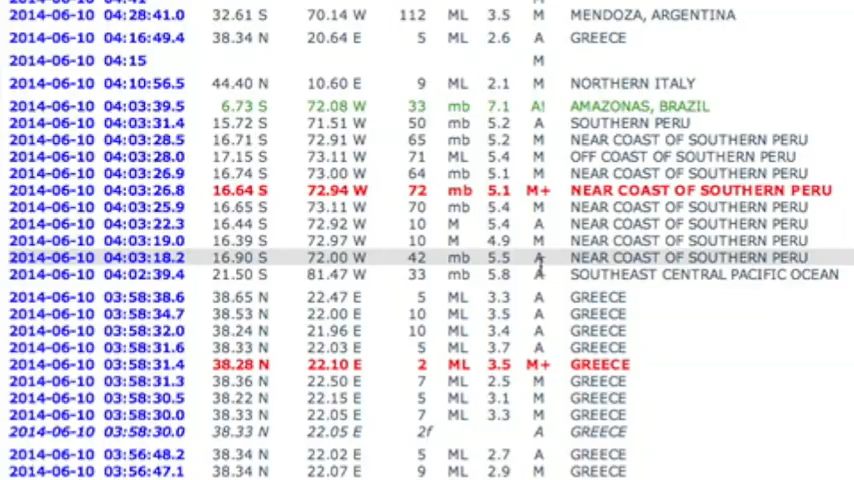 2014-06-10 04:41 M
2014-06-10 04:28:41.0 32.61 S 70.14 W 112 ML 3.5 M MENDOZA, ARGENTINA
2014-06-10 04:16:49.4 38.34 N 20.64 E 5 ML 2.6 A GREECE
2014-06-10 04:15 M
2014-06-10 04:10:56.5 44.40 N 10.60 E 9 ML 2.1 M NORTHERN ITALY
2014-06-10 04:03:39.5 6.73 S 72.08 W 33 mb 7.1 A! AMAZONAS, BRAZIL
2014-06-10 04:03:31.4 15.72 S 71.51 W 50 mb 5.2 A SOUTHERN PERU
2014-06-10 04:03:28.5 16.71 S 72.91 W 65 mb 5.2 M NEAR COAST OF SOUTHERN PERU
2014-06-10 04:03:28.0 17.15 S 73.11 W 71 ML 5.4 M OFF COAST OF SOUTHERN PERU
2014-06-10 04:03:26.9 16.74 S 73.00 W 64 mb 5.1 M NEAR COAST OF SOUTHERN PERU
2014-06-10 04:03:26.8 16.64 S 72.94 W 72 mb 5.1 M+ NEAR COAST OF SOUTHERN PERU
2014-06-10 04:03:25.9 16.65 S 73.11 W 70 mb 5.4 M NEAR COAST OF SOUTHERN PERU
2014-06-10 04:03:22.3 16.44 S 72.92 W 10 M 5.4 A NEAR COAST OF SOUTHERN PERU
2014-06-10 04:03:19.0 16.39 S 72.97 W 10 M 4.9 M NEAR COAST OF SOUTHERN PERU
2014-06-10 04:03:18.2 16.90 S 72.00 W 42 mb 5.5 A NEAR COAST OF SOUTHERN PERU
2014-06-10 04:02:39.4 21.50 S 81.47 W 33 mb 5.8 A SOUTHEAST CENTRAL PACIFIC OCEAN
2014-06-10 03:58:38.6 38.65 N 22.47 E 5 ML 3.3 A GREECE
2014-06-10 03:58:34.7 38.53 N 22.00 E 10 ML 3.5 A GREECE
2014-06-10 03:58:32.0 38.24 N 21.96 E 10 ML 3.4 A GREECE
2014-06-10 03:58:31.6 38.33 N 22.03 E 5 ML 3.7 A GREECE
2014-06-10 03:58:31.4 38.28 N 22.10 E 2 ML 3.5 M+ GREECE
2014-06-10 03:58:31.3 38.36 N 22.50 E 7 ML 2.5 M GREECE
2014-06-10 03:58:30.5 38.22 N 22.15 E 5 ML 3.1 M GREECE
2014-06-10 03:58:30.0 38.33 N 22.05 E 7 ML 3.3 M GREECE
2014-06-10 03:58:30.0 38.33 N 22.05 E 2f A GREECE
2014-06-10 03:56:48.2 38.34 N 22.02 E 5 ML 2.7 A GREECE
2014-06-10 03:56:47.1 38.34 N 22.07 E 9 ML 2.9 M GREECE